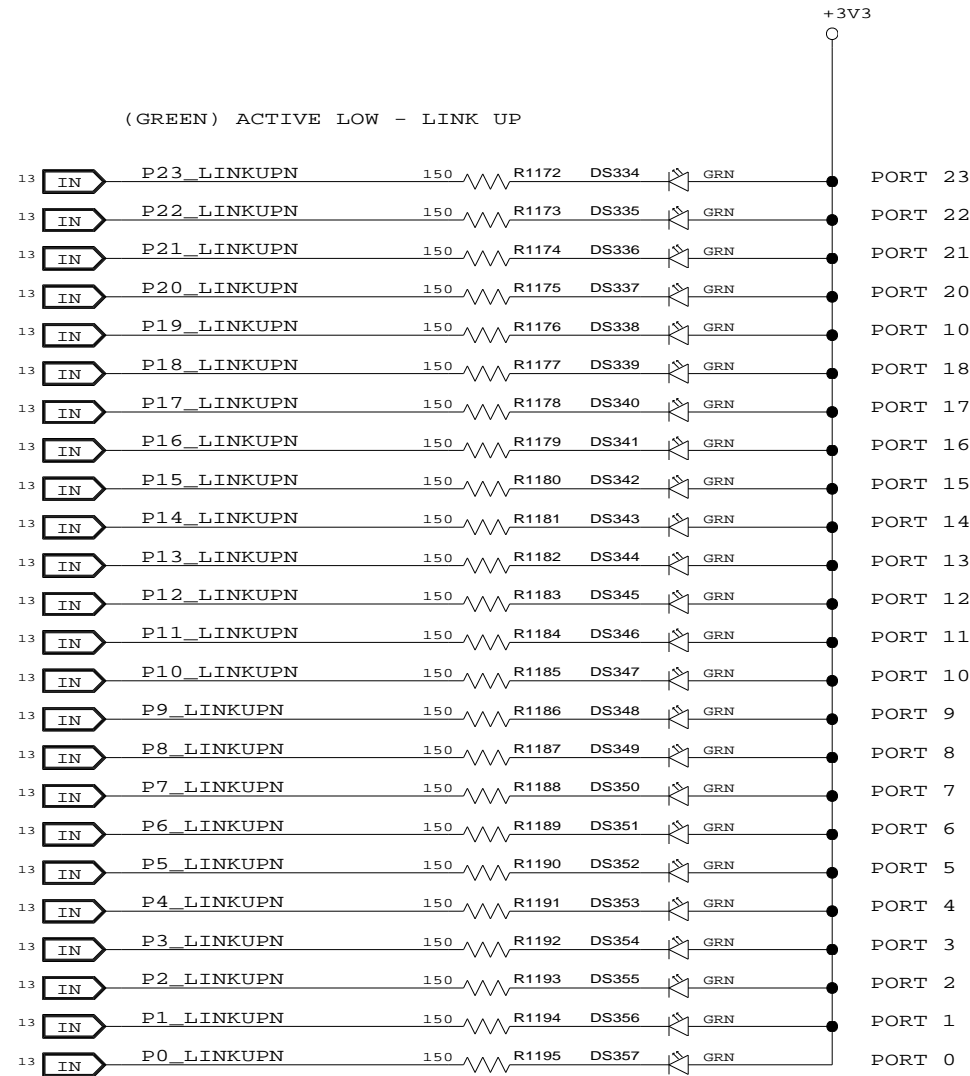 +3V3
(GREEN) ACTIVE LOW - LINK UP
13 IN P23_LINKUPN 150 R1172 DS334 GRN PORT 23
13 IN P22_LINKUPN 150 R1173 DS335 GRN PORT 22
13 IN P21_LINKUPN 150 R1174 DS336 GRN PORT 21
13 IN P20_LINKUPN 150 R1175 DS337 GRN PORT 20
13 IN P19_LINKUPN 150 R1176 DS338 GRN PORT 10
13 IN P18_LINKUPN 150 R1177 DS339 GRN PORT 18
13 IN P17_LINKUPN 150 R1178 DS340 GRN PORT 17
13 IN P16_LINKUPN 150 R1179 DS341 GRN PORT 16
13 IN P15_LINKUPN 150 R1180 DS342 GRN PORT 15
13 IN P14_LINKUPN 150 R1181 DS343 GRN PORT 14
13 IN P13_LINKUPN 150 R1182 DS344 GRN PORT 13
13 IN P12_LINKUPN 150 R1183 DS345 GRN PORT 12
13 IN P11_LINKUPN 150 R1184 DS346 GRN PORT 11
13 IN P10_LINKUPN 150 R1185 DS347 GRN PORT 10
13 IN P9_LINKUPN 150 R1186 DS348 GRN PORT 9
13 IN P8_LINKUPN 150 R1187 DS349 GRN PORT 8
13 IN P7_LINKUPN 150 R1188 DS350 GRN PORT 7
13 IN P6_LINKUPN 150 R1189 DS351 GRN PORT 6
13 IN P5_LINKUPN 150 R1190 DS352 GRN PORT 5
13 IN P4_LINKUPN 150 R1191 DS353 GRN PORT 4
13 IN P3_LINKUPN 150 R1192 DS354 GRN PORT 3
13 IN P2_LINKUPN 150 R1193 DS355 GRN PORT 2
13 IN P1_LINKUPN 150 R1194 DS356 GRN PORT 1
13 IN P0_LINKUPN 150 R1195 DS357 GRN PORT 0